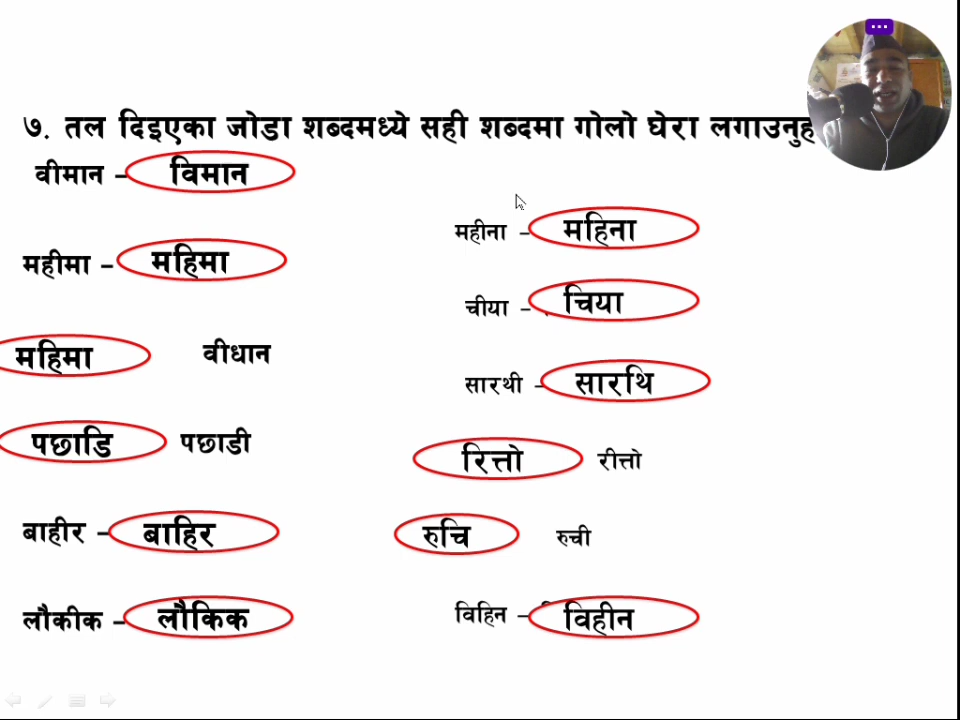 ७. तल दिइएका जोडा शब्दमध्ये सही शब्दमा गोलो घेरा लगाउनुह
वीमान – विमान
महीमा – महिमा
महिमा वीधान
पछाडि पछाडी
बाहीर – बाहिर
लौकीक – लौकिक
महीना – महिना
चीया – चिया
सारथी – सारथि
रित्तो रीत्तो
रुचि रुची
विहिन – विहीन